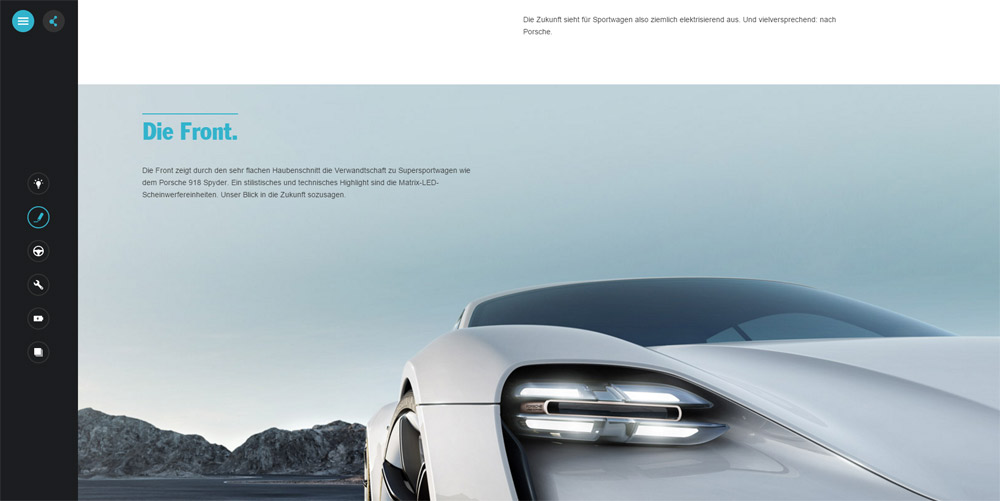 Die Zukunft sieht für Sportwagen also ziemlich elektrisierend aus. Und vielversprechend: nach
Porsche.
Die Front.
Die Front zeigt durch den sehr flachen Haubenschnitt die Verwandtschaft zu Supersportwagen wie
dem Porsche 918 Spyder. Ein stilistisches und technisches Highlight sind die Matrix-LED-
Scheinwerfereinheiten. Unser Blick in die Zukunft sozusagen.